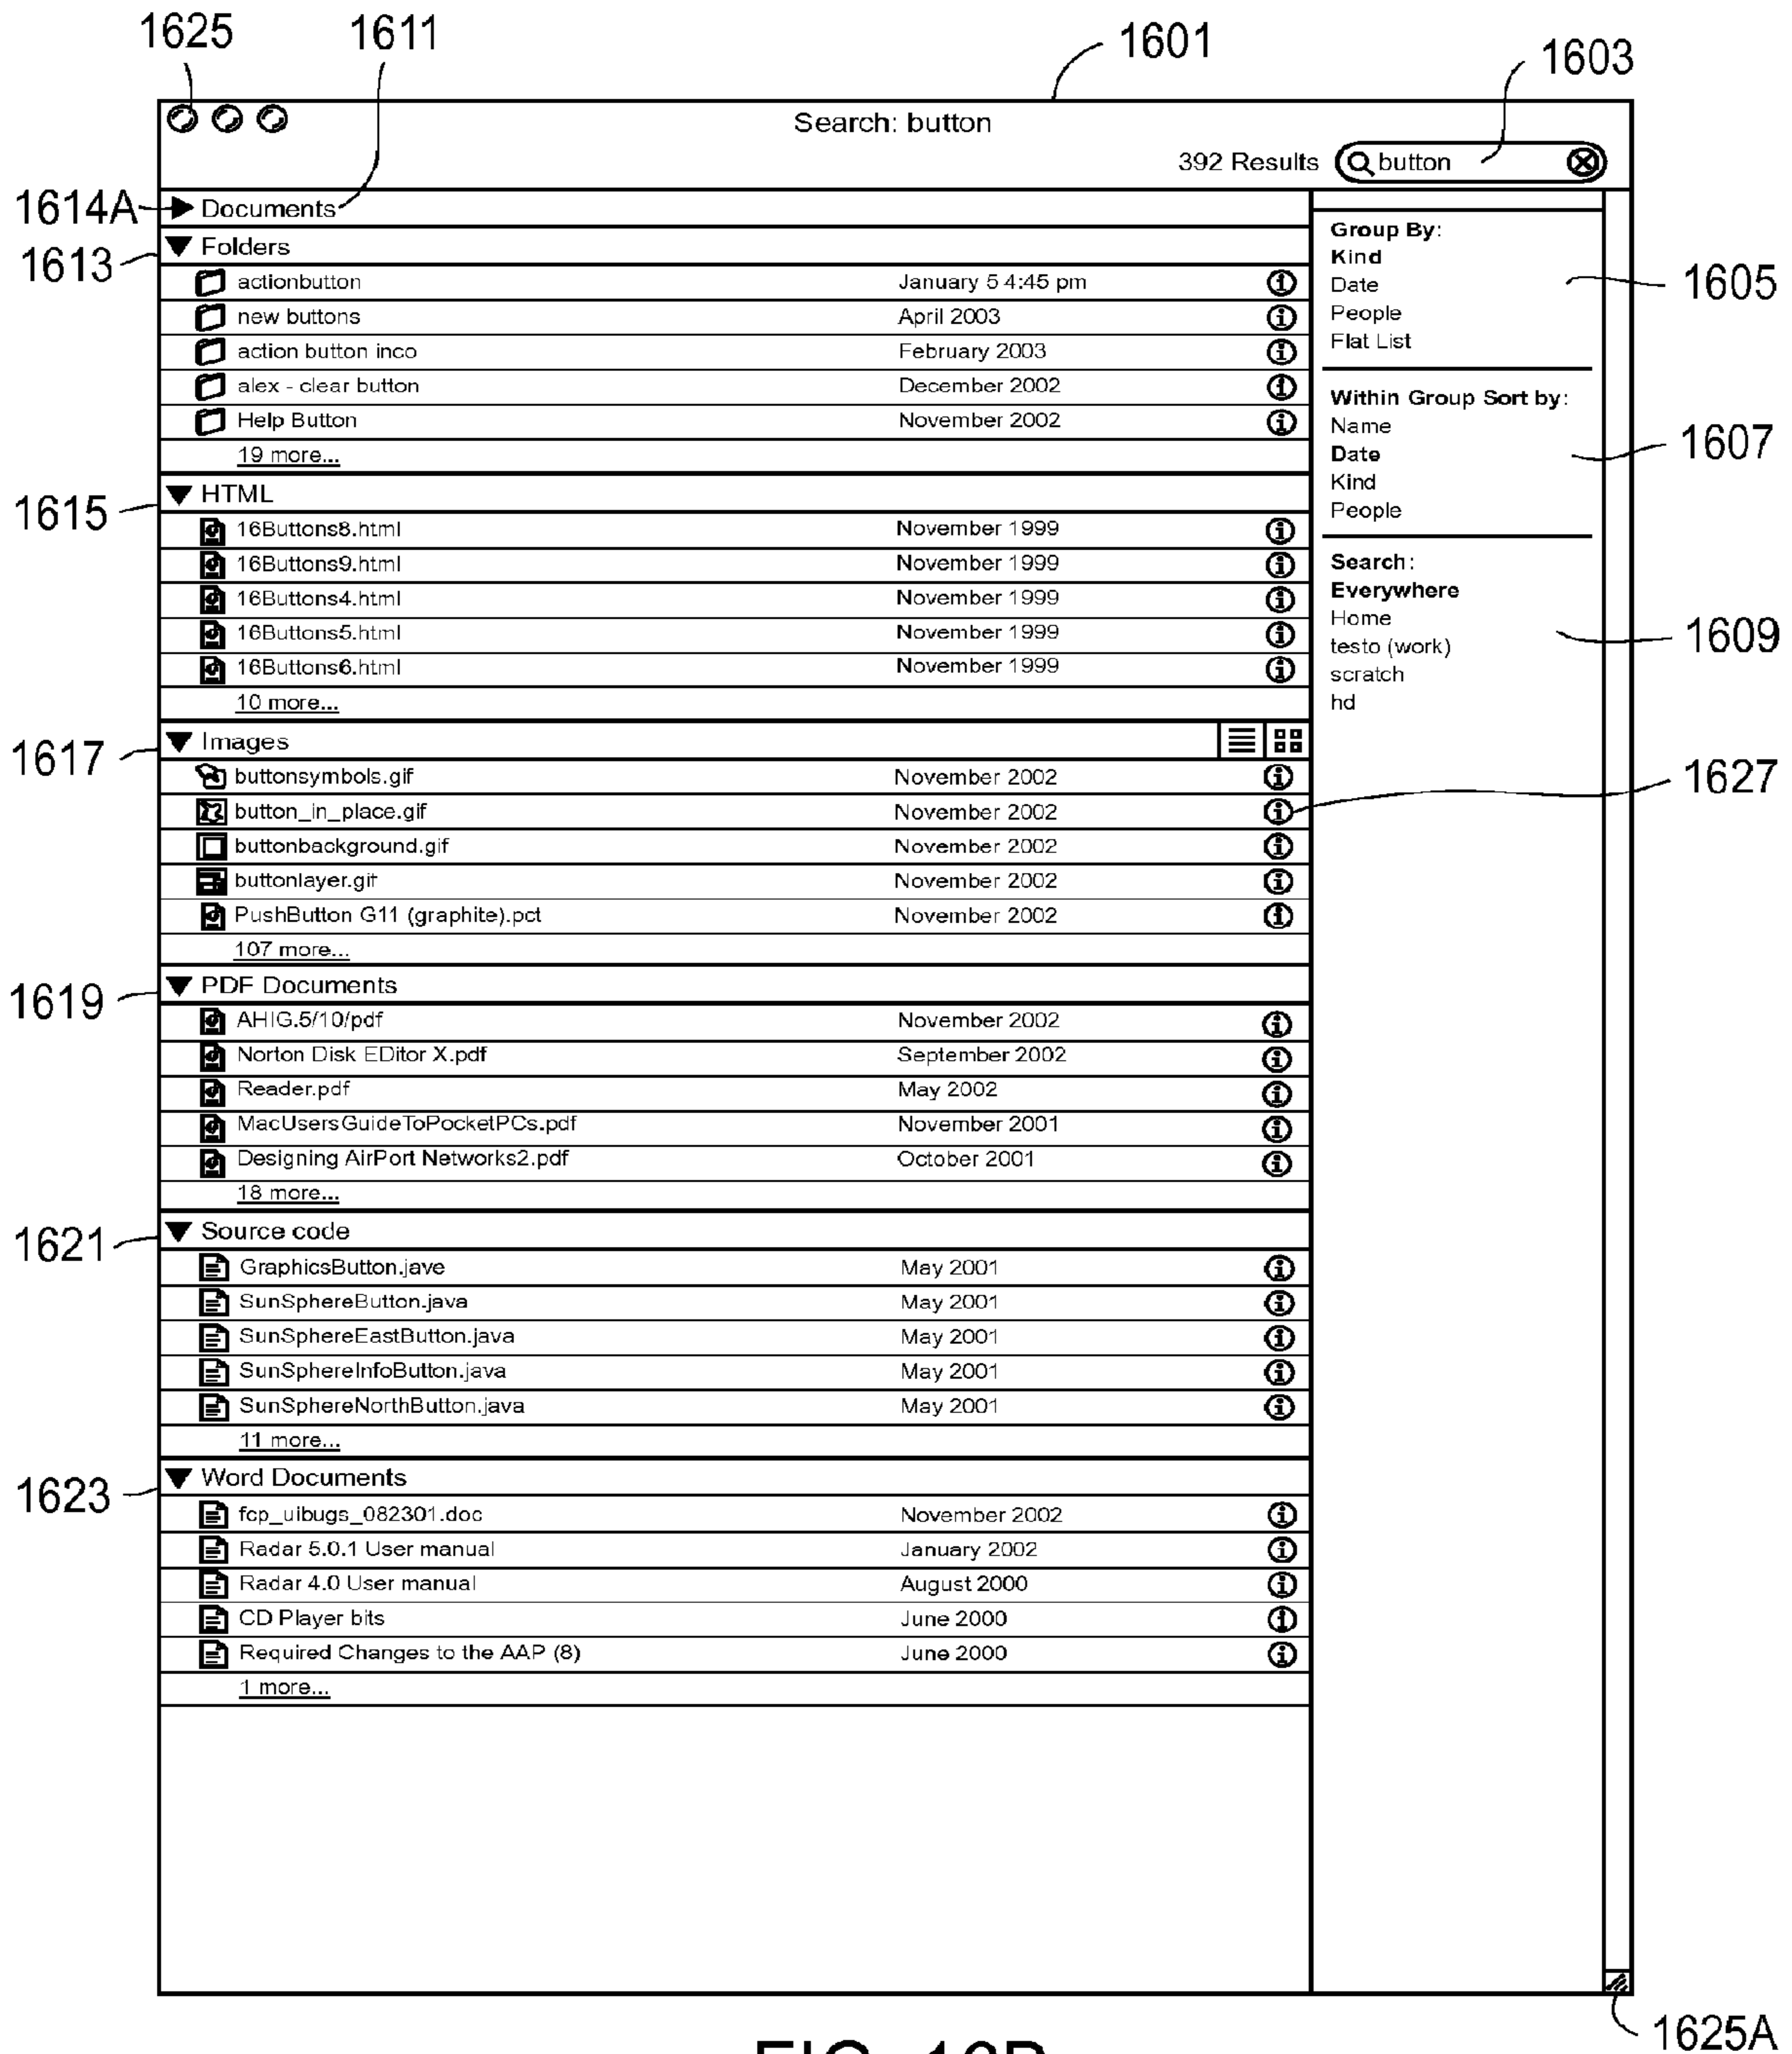 1625 1611 1601 1603
Search: button
392 Results button
1614A Documents
1613 Folders
actionbutton January 5 4:45 pm
new buttons April 2003
action button inco February 2003
alex - clear button December 2002
Help Button November 2002
19 more...
1615 HTML
16Buttons8.html November 1999
16Buttons9.html November 1999
16Buttons4.html November 1999
16Buttons5.html November 1999
16Buttons6.html November 1999
10 more...
1617 Images
buttonsymbols.gif November 2002
button_in_place.gif November 2002
buttonbackground.gif November 2002
buttonlayer.gif November 2002
PushButton G11 (graphite).pct November 2002
107 more...
1619 PDF Documents
AHIG.5/10/pdf November 2002
Norton Disk EDitor X.pdf September 2002
Reader.pdf May 2002
MacUsersGuideToPocketPCs.pdf November 2001
Designing AirPort Networks2.pdf October 2001
18 more...
1621 Source code
GraphicsButton.jave May 2001
SunSphereButton.java May 2001
SunSphereEastButton.java May 2001
SunSphereInfoButton.java May 2001
SunSphereNorthButton.java May 2001
11 more...
1623 Word Documents
fcp_uibugs_082301.doc November 2002
Radar 5.0.1 User manual January 2002
Radar 4.0 User manual August 2000
CD Player bits June 2000
Required Changes to the AAP (8) June 2000
1 more...
Group By:
Kind
Date 1605
People
Flat List
Within Group Sort by:
Name
Date 1607
Kind
People
Search:
Everywhere
Home
1609
testo (work)
scratch
hd
1627
1625A